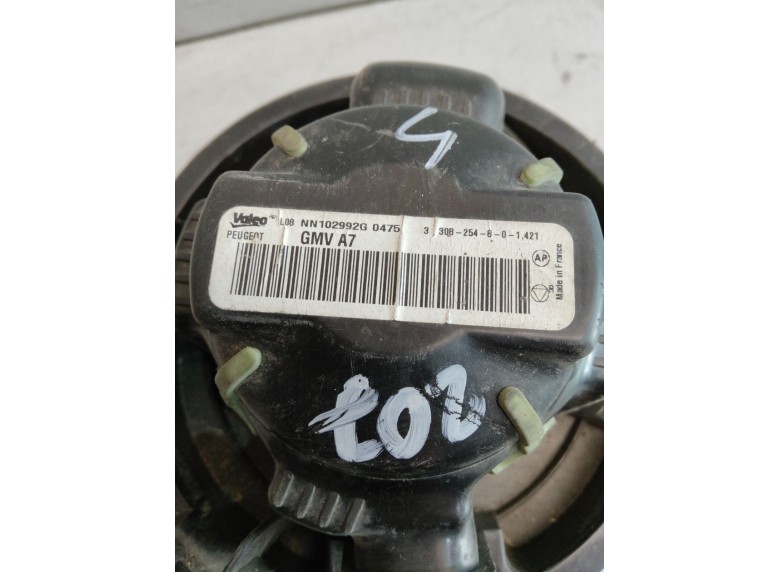 5
Valeo L08 NN102992G 0475 3 308-254-8-0-1,421
PEUGEOT GMV A7
AP
Made in France
207